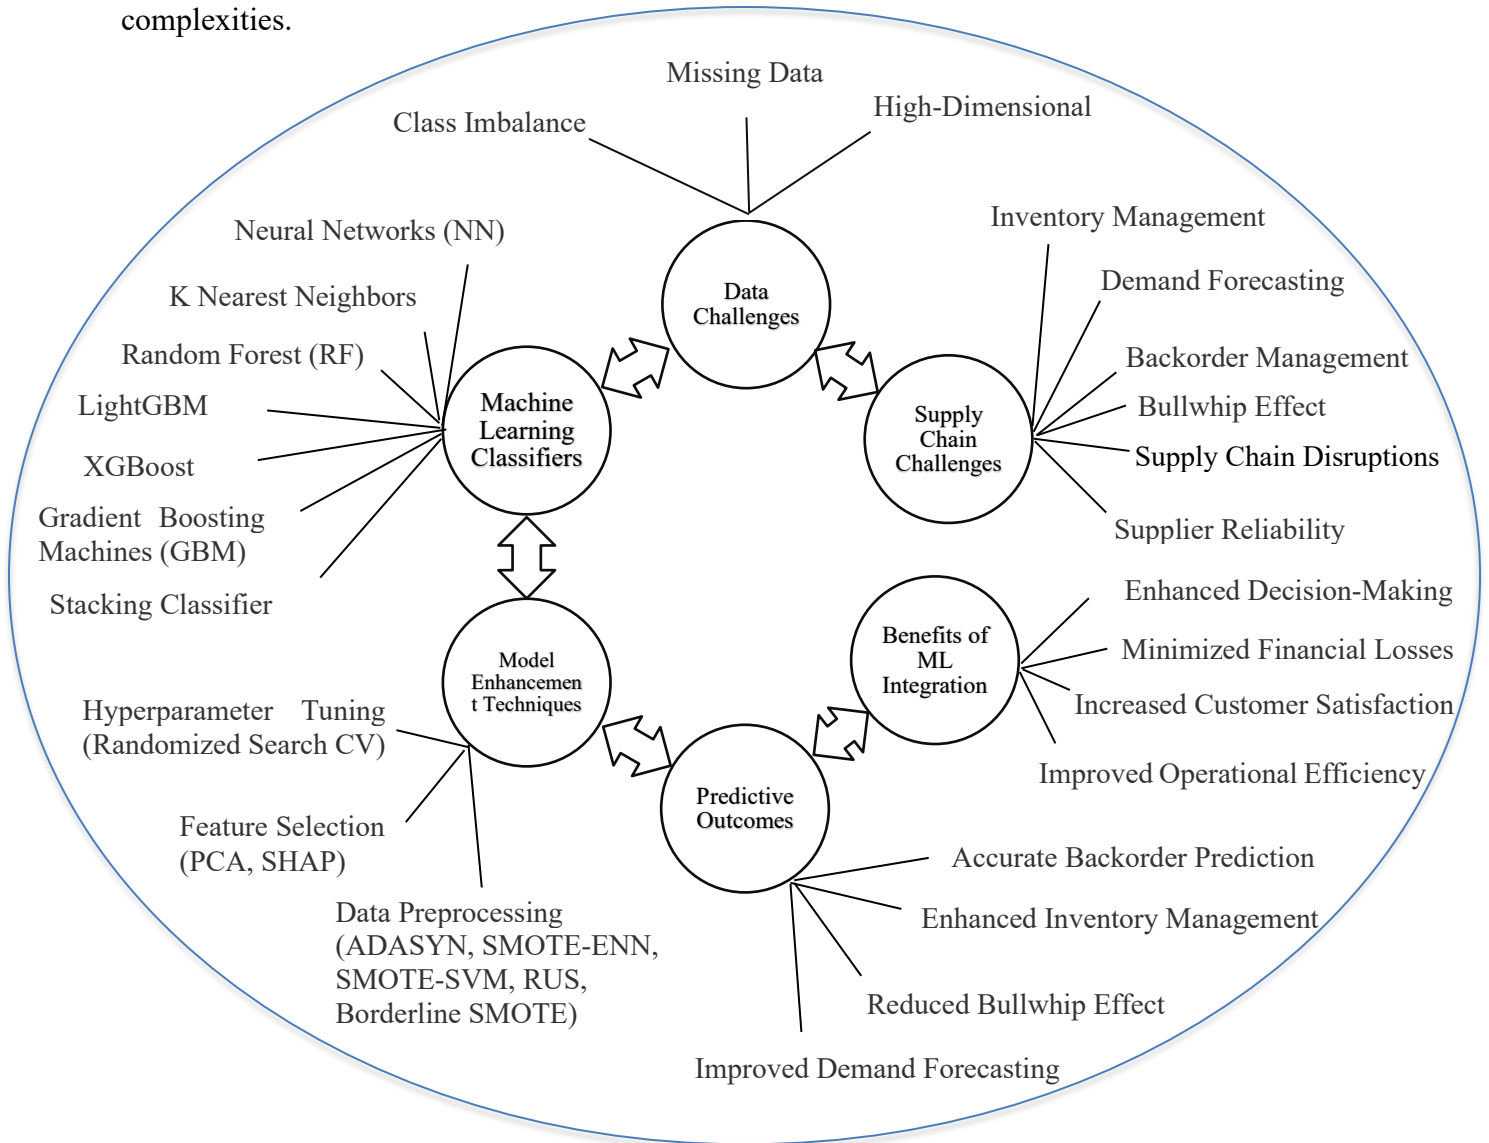 complexities.
Missing Data
High-Dimensional
Class Imbalance
Neural Networks (NN)
K Nearest Neighbors
Random Forest (RF)
LightGBM
XGBoost
Gradient Boosting
Machines (GBM)
Stacking Classifier
Data
Challenges
Machine
Learning
Classifiers
Supply
Chain
Challenges
Inventory Management
Demand Forecasting
Backorder Management
Bullwhip Effect
Supply Chain Disruptions
Supplier Reliability
Model
Enhancemen
t Techniques
Benefits of
ML
Integration
Enhanced Decision-Making
Minimized Financial Losses
Increased Customer Satisfaction
Improved Operational Efficiency
Hyperparameter Tuning
(Randomized Search CV)
Feature Selection
(PCA, SHAP)
Data Preprocessing
(ADASYN, SMOTE-ENN,
SMOTE-SVM, RUS,
Borderline SMOTE)
Predictive
Outcomes
Accurate Backorder Prediction
Enhanced Inventory Management
Reduced Bullwhip Effect
Improved Demand Forecasting